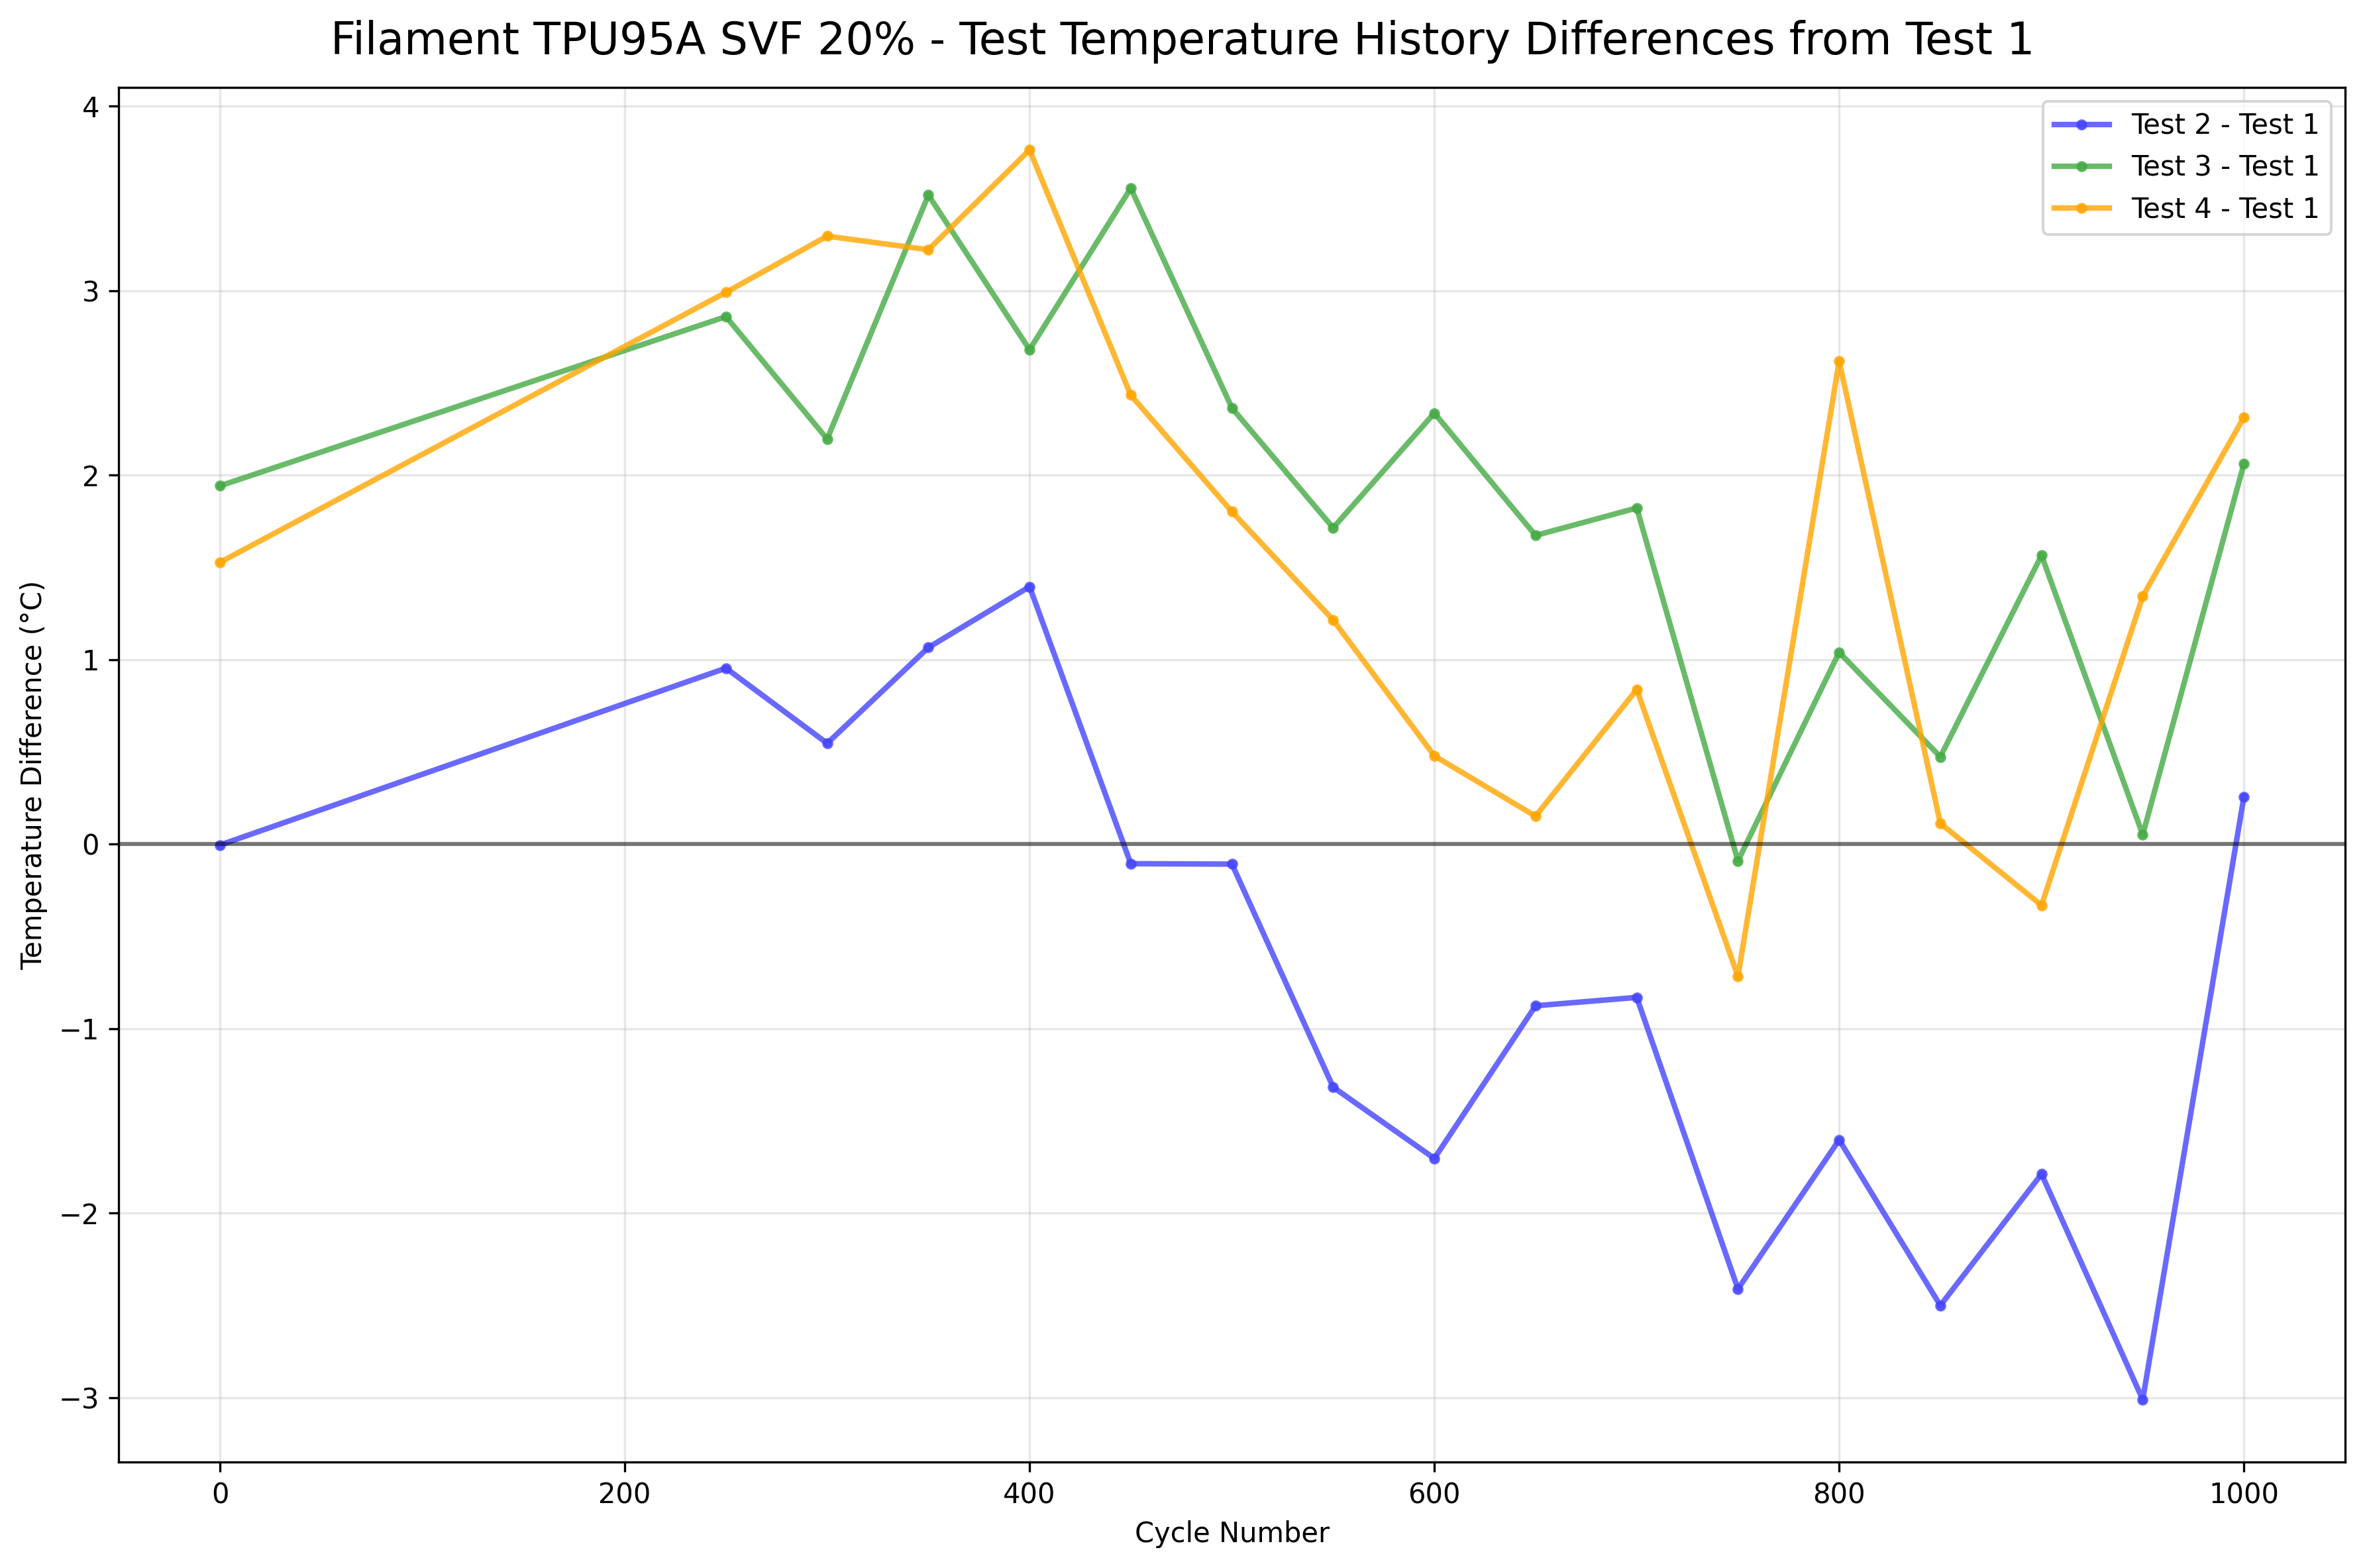 Filament TPU95A SVF 20% - Test Temperature History Differences from Test 1
Test 2 - Test 1
Test 3 - Test 1
Test 4 - Test 1
4
3
2
1
0
−1
−2
−3
Temperature Difference (°C)
0 200 400 600 800 1000
Cycle Number